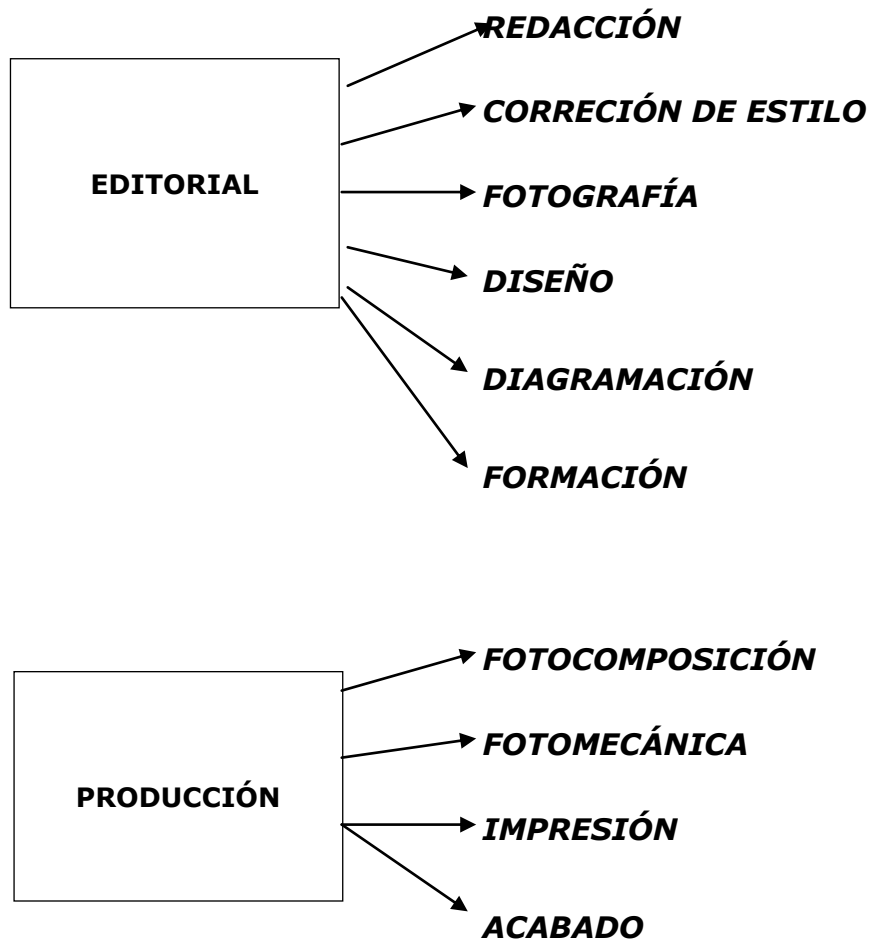 REDACCIÓN
CORRECIÓN DE ESTILO
EDITORIAL
FOTOGRAFÍA
DISEÑO
DIAGRAMACIÓN
FORMACIÓN
FOTOCOMPOSICIÓN
FOTOMECÁNICA
PRODUCCIÓN
IMPRESIÓN
ACABADO